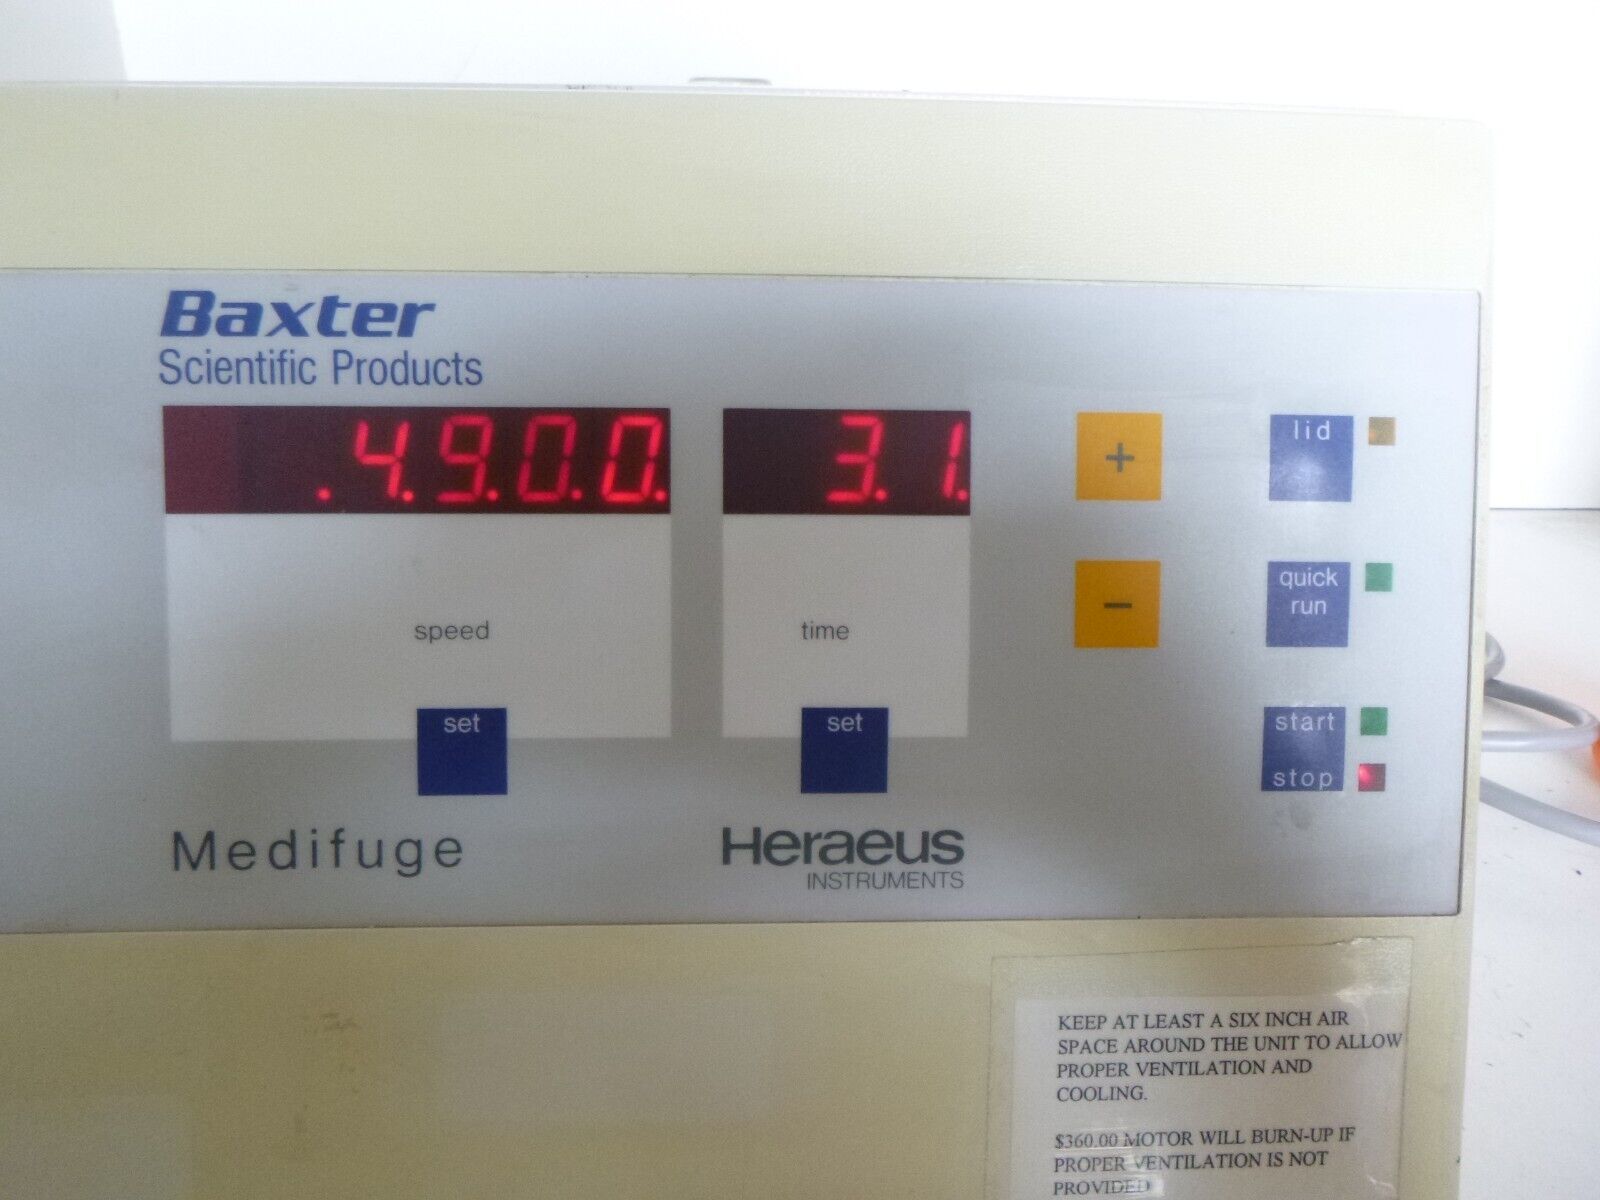 Baxter
Scientific Products
.4.9.0.0.
3.1.
+
lid
−
quick
run
speed
time
set
set
start
stop
Medifuge
Heraeus
INSTRUMENTS
KEEP AT LEAST A SIX INCH AIR
SPACE AROUND THE UNIT TO ALLOW
PROPER VENTILATION AND
COOLING.
$360.00 MOTOR WILL BURN-UP IF
PROPER VENTILATION IS NOT
PROVIDED